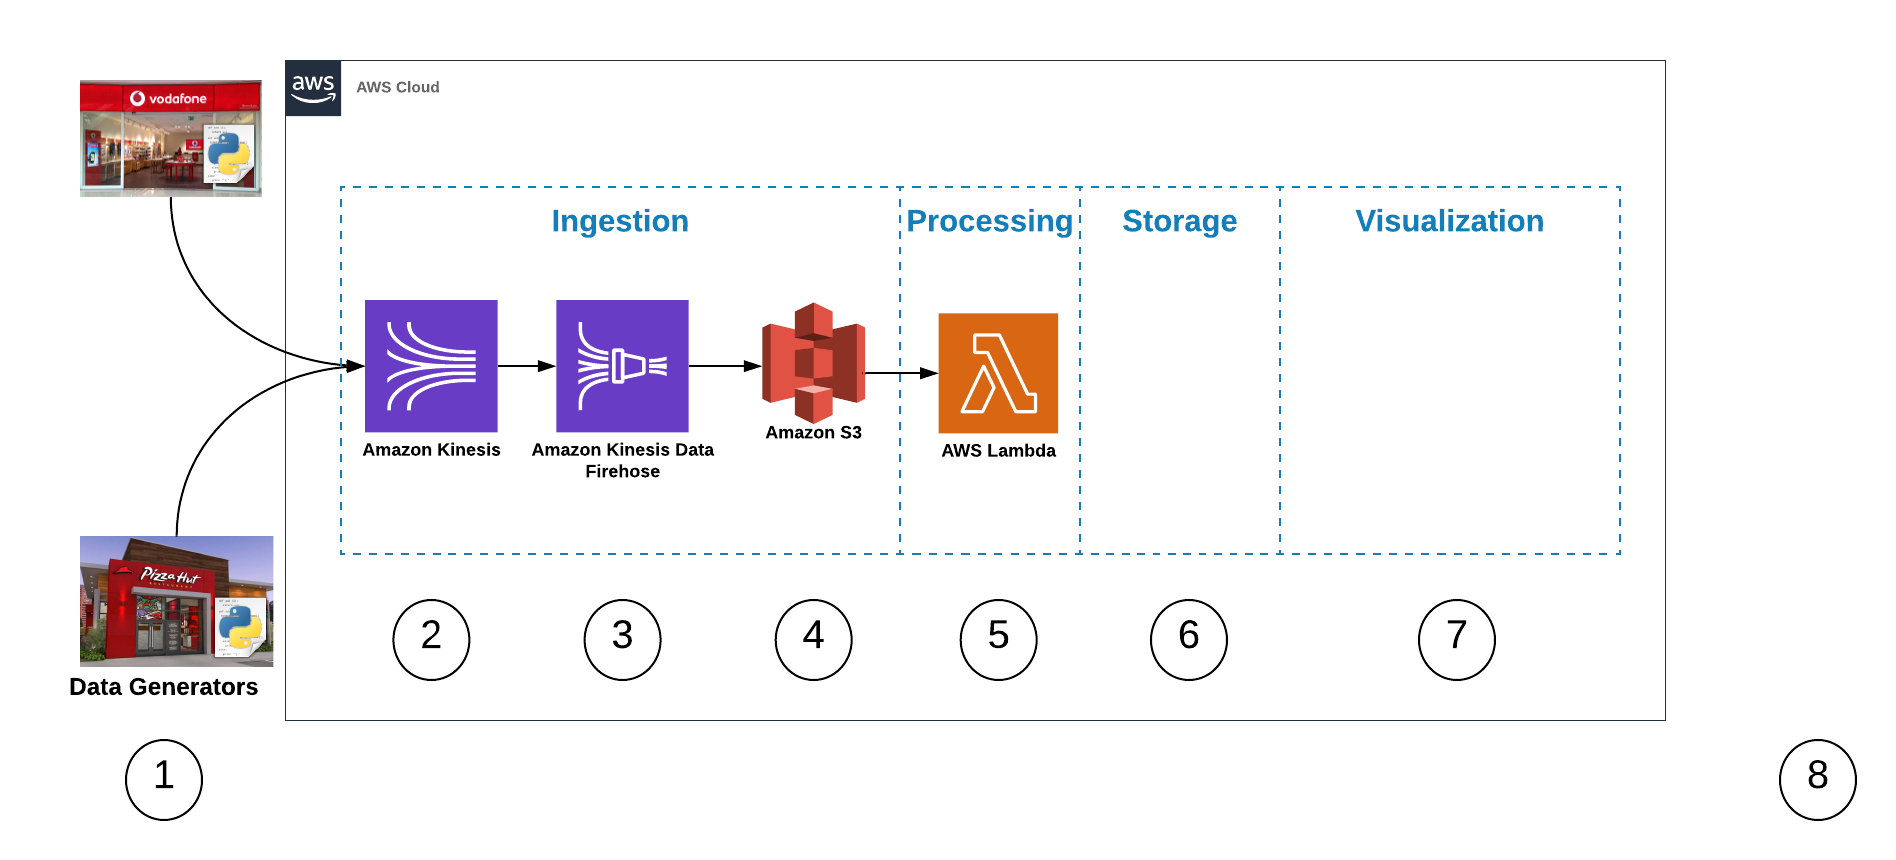 aws
AWS Cloud
vodafone
Ingestion
Processing
Storage
Visualization
Amazon Kinesis
Amazon Kinesis Data
Firehose
Amazon S3
AWS Lambda
Pizza Hut
RESTAURANT
Data Generators
2
3
4
5
6
7
1
8